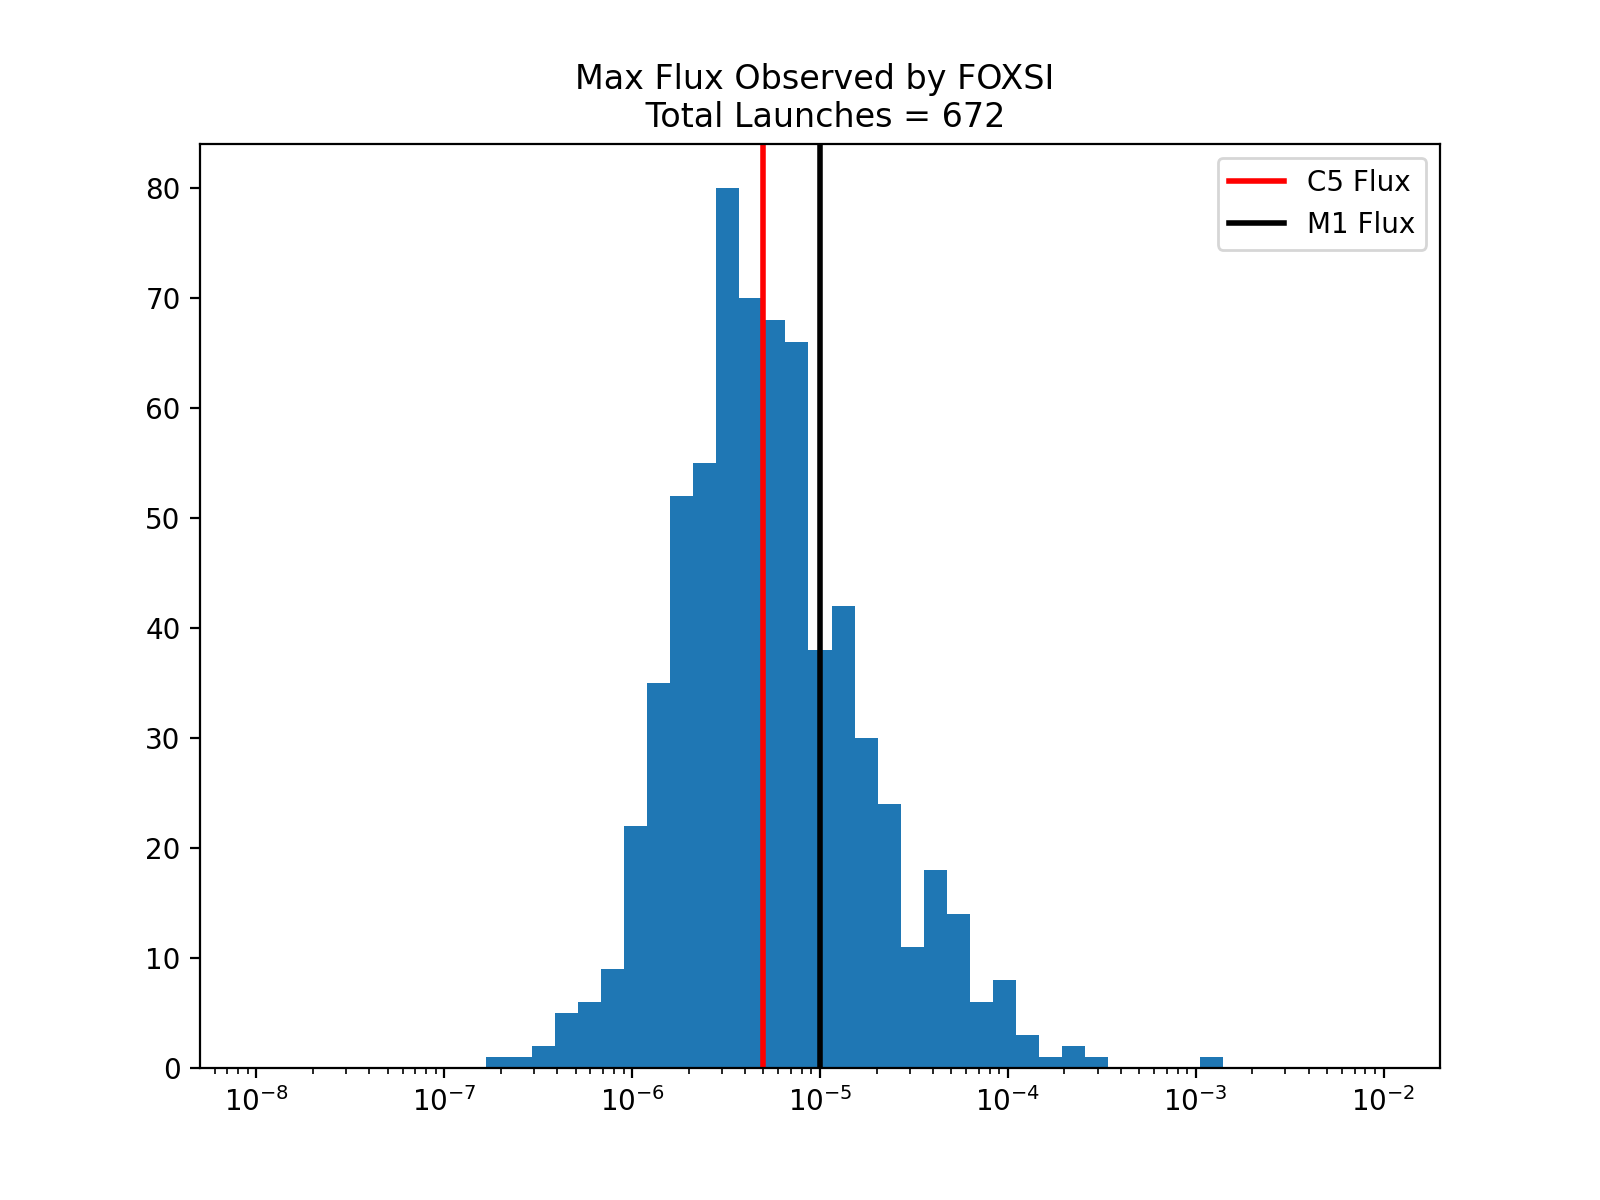 Max Flux Observed by FOXSI
Total Launches = 672
C5 Flux
M1 Flux
80
70
60
50
40
30
20
10
0
10⁻⁸ 10⁻⁷ 10⁻⁶ 10⁻⁵ 10⁻⁴ 10⁻³ 10⁻²